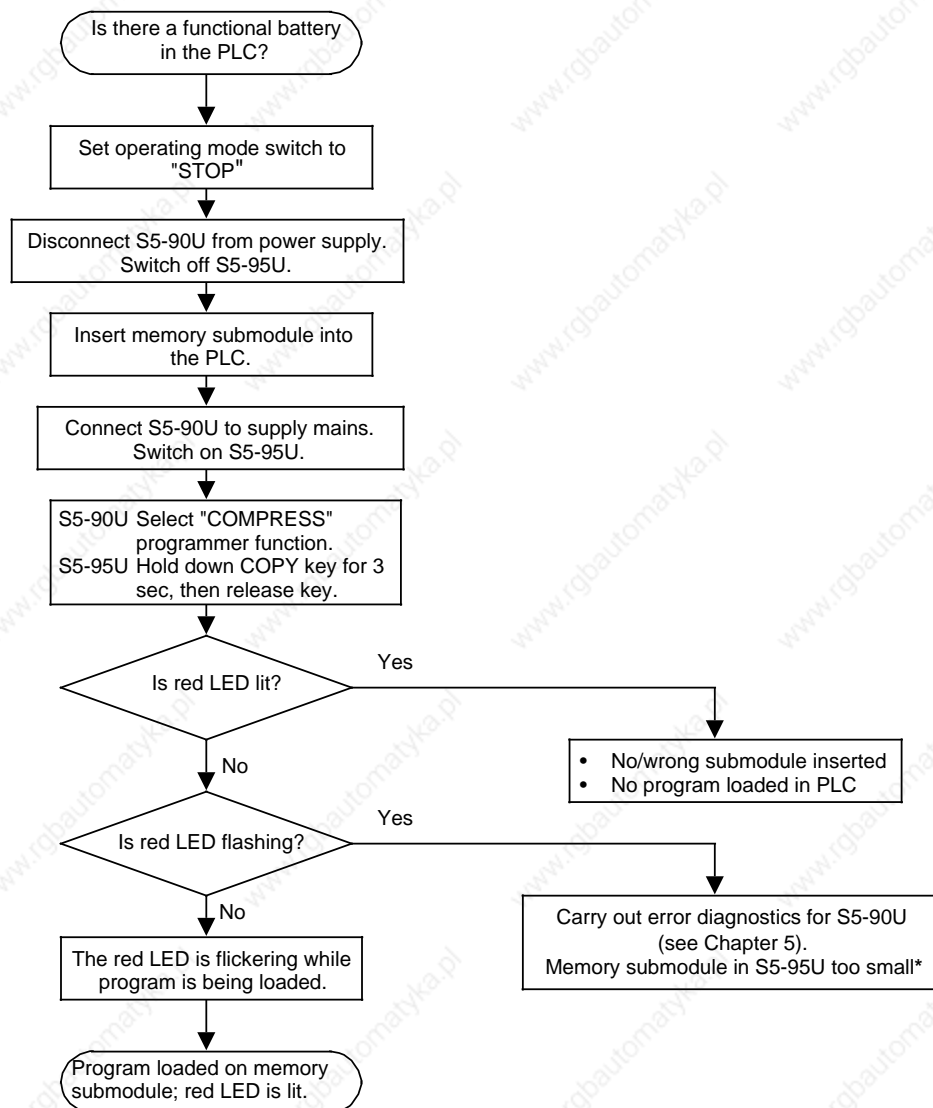 Is there a functional battery
in the PLC?
Set operating mode switch to
"STOP"
Disconnect S5-90U from power supply.
Switch off S5-95U.
Insert memory submodule into
the PLC.
Connect S5-90U to supply mains.
Switch on S5-95U.
S5-90U Select "COMPRESS"
programmer function.
S5-95U Hold down COPY key for 3
sec, then release key.
Is red LED lit?
Yes
• No/wrong submodule inserted
• No program loaded in PLC
No
Is red LED flashing?
Yes
Carry out error diagnostics for S5-90U
(see Chapter 5).
Memory submodule in S5-95U too small*
No
The red LED is flickering while
program is being loaded.
Program loaded on memory
submodule; red LED is lit.
www.rgbautomatyka.pl